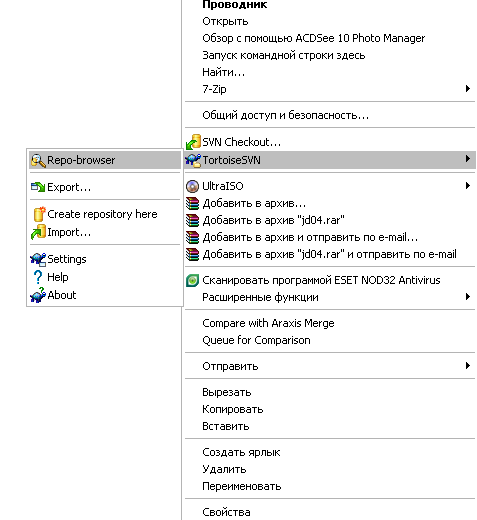 Проводник
Открыть
Обзор с помощью ACDSee 10 Photo Manager
Запуск командной строки здесь
Найти...
7-Zip
Общий доступ и безопасность...
SVN Checkout...
TortoiseSVN
Repo-browser
Export...
Create repository here
Import...
Settings
Help
About
UltraISO
Добавить в архив...
Добавить в архив "jd04.rar"
Добавить в архив и отправить по e-mail...
Добавить в архив "jd04.rar" и отправить по e-mail
Сканировать программой ESET NOD32 Antivirus
Расширенные функции
Compare with Araxis Merge
Queue for Comparison
Отправить
Вырезать
Копировать
Вставить
Создать ярлык
Удалить
Переименовать
Свойства